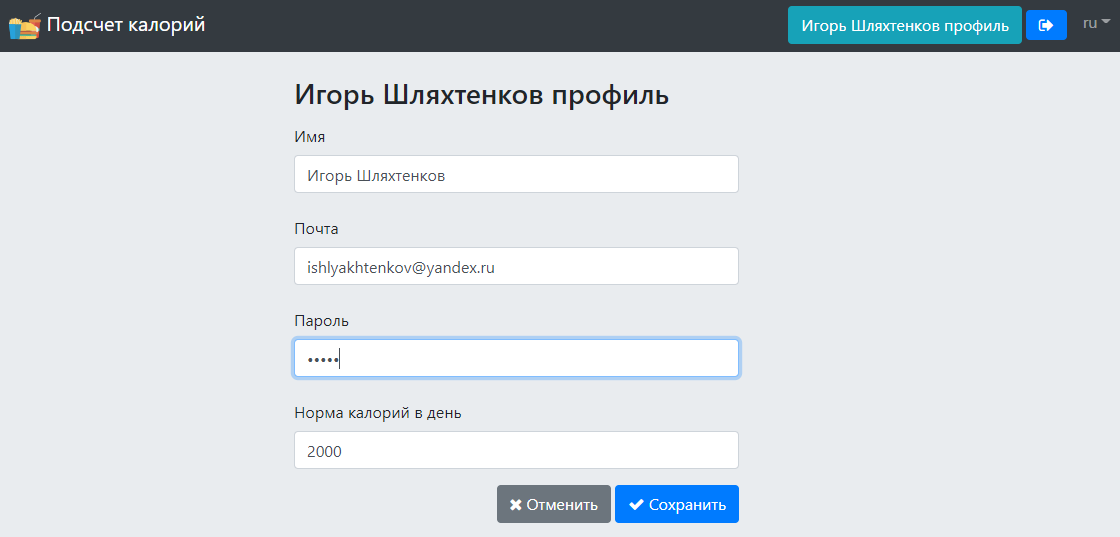 Подсчет калорий
Игорь Шляхтенков профиль
ru
Игорь Шляхтенков профиль
Имя
Игорь Шляхтенков
Почта
ishlyakhtenkov@yandex.ru
Пароль
•••••
Норма калорий в день
2000
Отменить
Сохранить